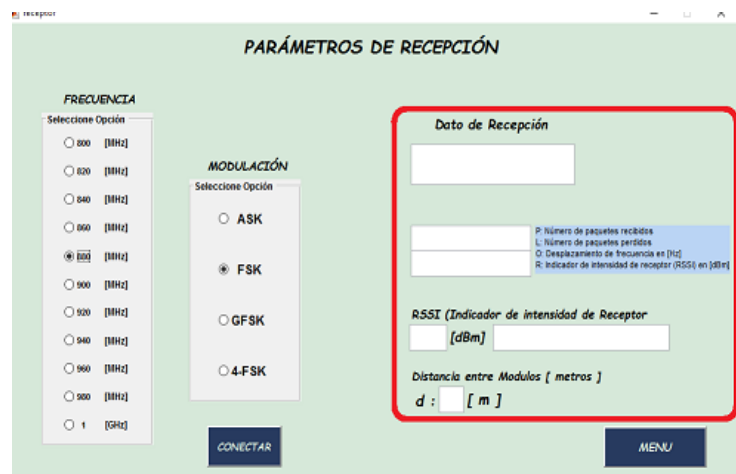 receptor
PARÁMETROS DE RECEPCIÓN
FRECUENCIA
Seleccione Opción
800 [MHz]
820 [MHz]
840 [MHz]
860 [MHz]
880 [MHz]
900 [MHz]
920 [MHz]
940 [MHz]
960 [MHz]
980 [MHz]
1 [GHz]
MODULACIÓN
Seleccione Opción
ASK
FSK
GFSK
4-FSK
CONECTAR
Dato de Recepción
P: Número de paquetes recibidos
L: Número de paquetes perdidos
O: Desplazamiento de frecuencia en [Hz]
R: Indicador de intensidad de receptor (RSSI) en [dBm]
RSSI (Indicador de intensidad de Receptor
[dBm]
Distancia entre Modulos [ metros ]
d : [ m ]
MENU